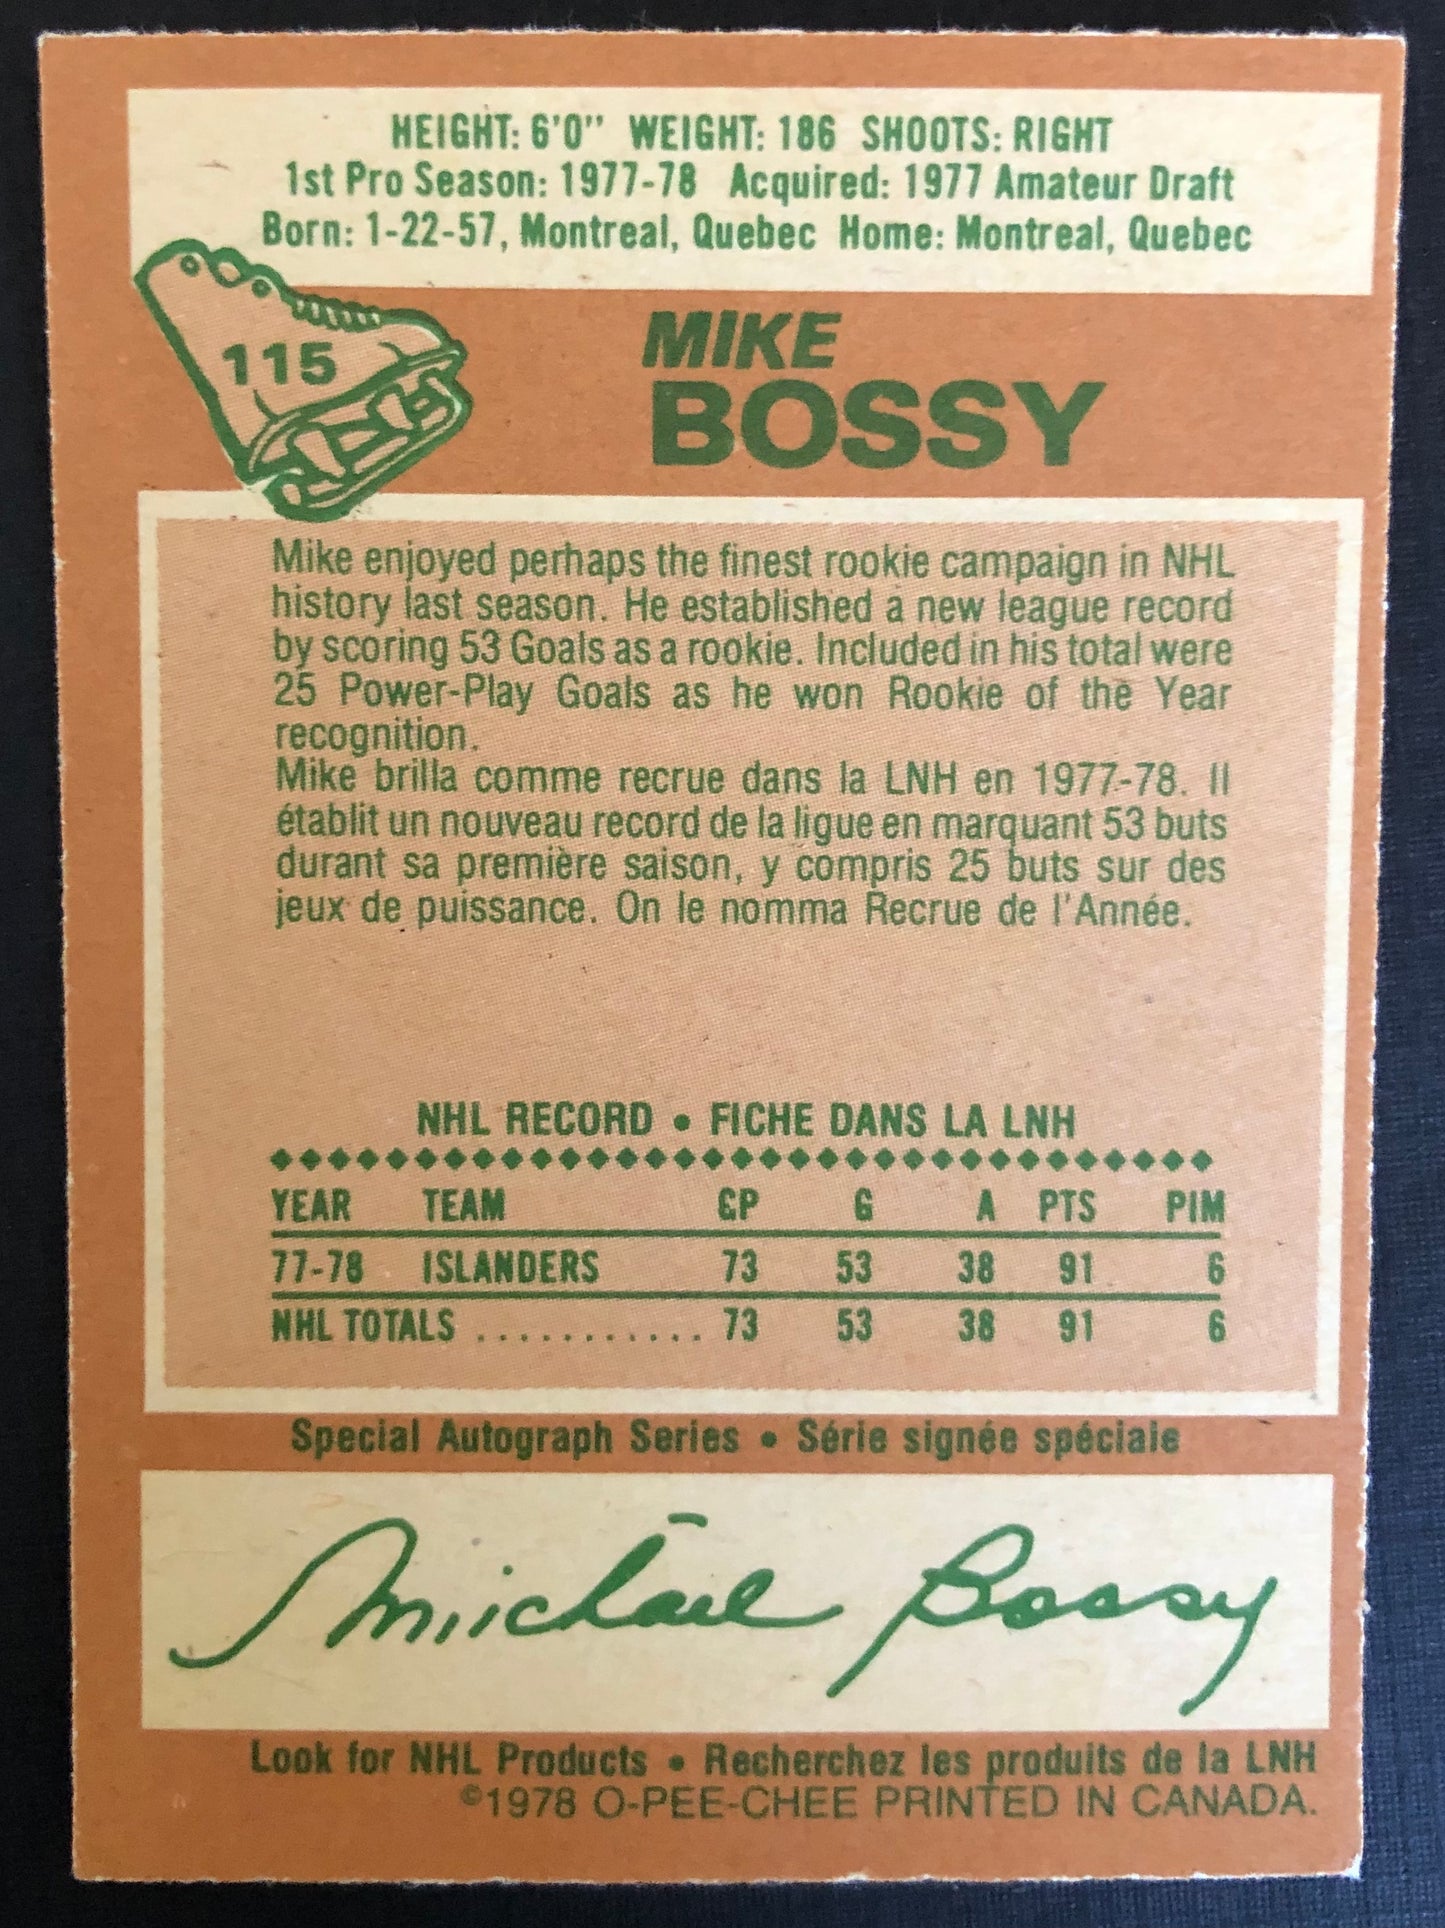 HEIGHT: 6'0" WEIGHT: 186 SHOOTS: RIGHT
1st Pro Season: 1977-78 Acquired: 1977 Amateur Draft
Born: 1-22-57, Montreal, Quebec Home: Montreal, Quebec
115
MIKE
BOSSY
Mike enjoyed perhaps the finest rookie campaign in NHL
history last season. He established a new league record
by scoring 53 Goals as a rookie. Included in his total were
25 Power-Play Goals as he won Rookie of the Year
recognition.
Mike brilla comme recrue dans la LNH en 1977-78. Il
établit un nouveau record de la ligue en marquant 53 buts
durant sa première saison, y compris 25 buts sur des
jeux de puissance. On le nomma Recrue de l'Année.
NHL RECORD • FICHE DANS LA LNH
YEAR TEAM GP G A PTS PIM
77-78 ISLANDERS 73 53 38 91 6
NHL TOTALS ............ 73 53 38 91 6
Special Autograph Series • Série signée spéciale
Michael Bossy
Look for NHL Products • Recherchez les produits de la LNH
©1978 O-PEE-CHEE PRINTED IN CANADA.